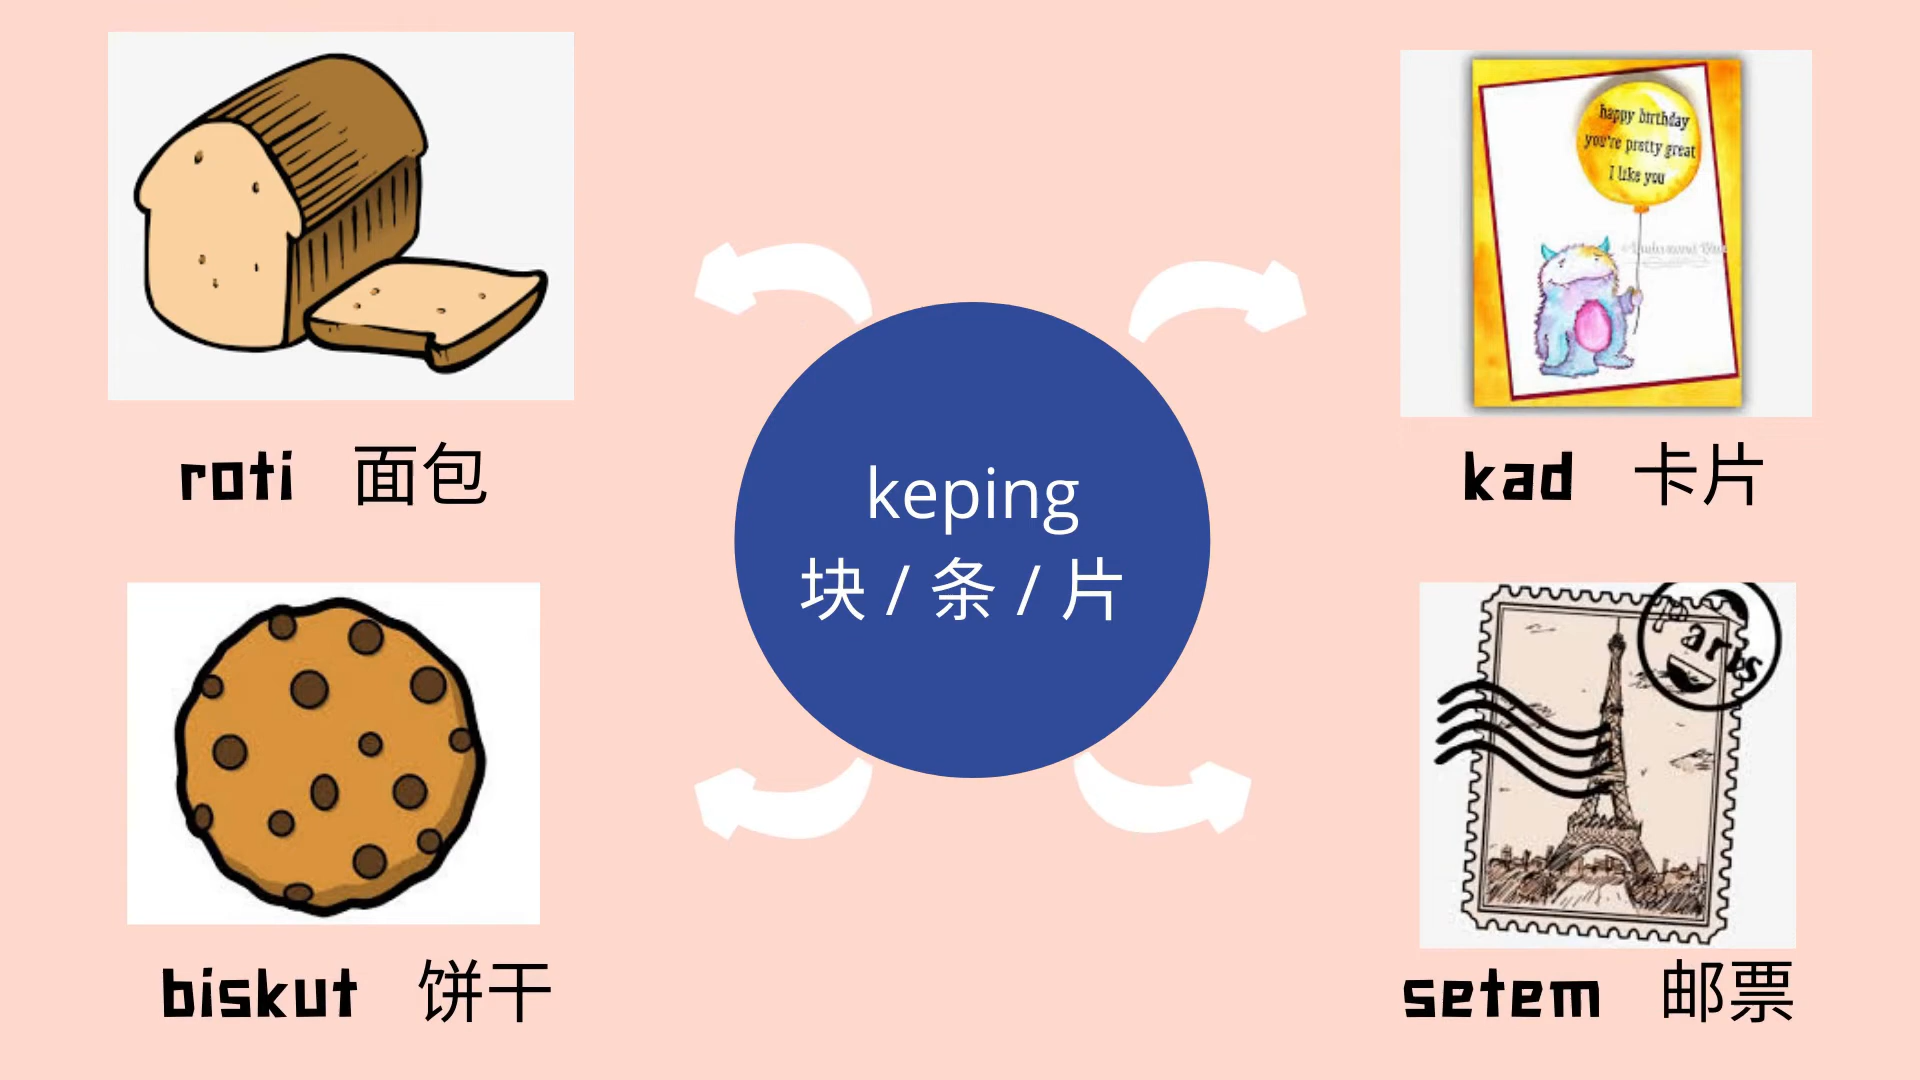 happy birthday
you're pretty great
I like you
roti 面包
kad 卡片
keping
块 / 条 / 片
Paris
biskut 饼干
setem 邮票